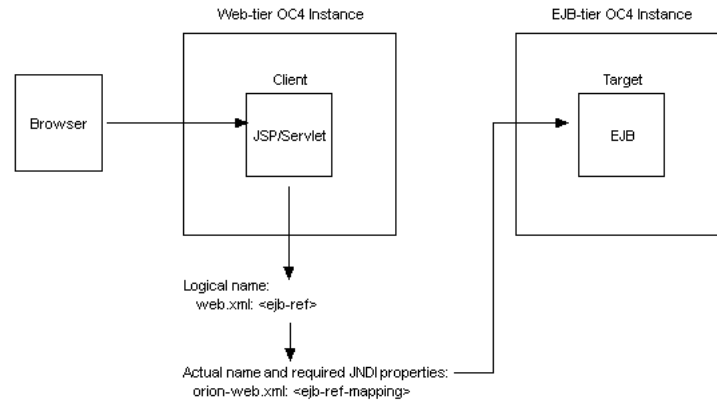 Web-tier OC4 Instance
EJB-tier OC4 Instance
Client
Target
Browser
JSP/Servlet
EJB
Logical name:
web.xml: <ejb-ref>
Actual name and required JNDI properties:
orion-web.xml: <ejb-ref-mapping>